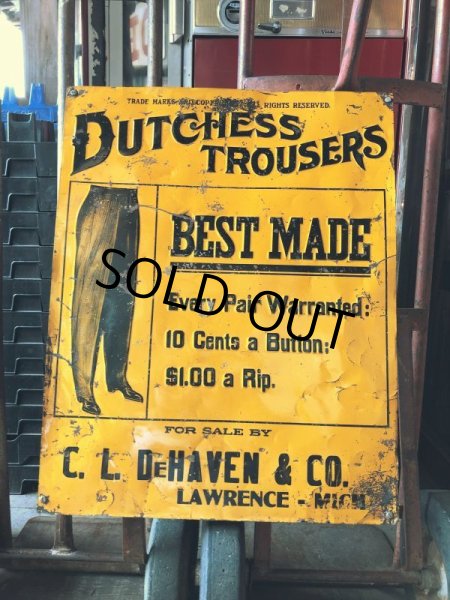 TRADE MARKS AND COPYRIGHTS ALL RIGHTS RESERVED.
DUTCHESS
TROUSERS
BEST MADE
Every Pair Warranted:
10 Cents a Button:
$1.00 a Rip.
SOLD OUT
FOR SALE BY
C. L. DEHAVEN & CO.
LAWRENCE - MICH